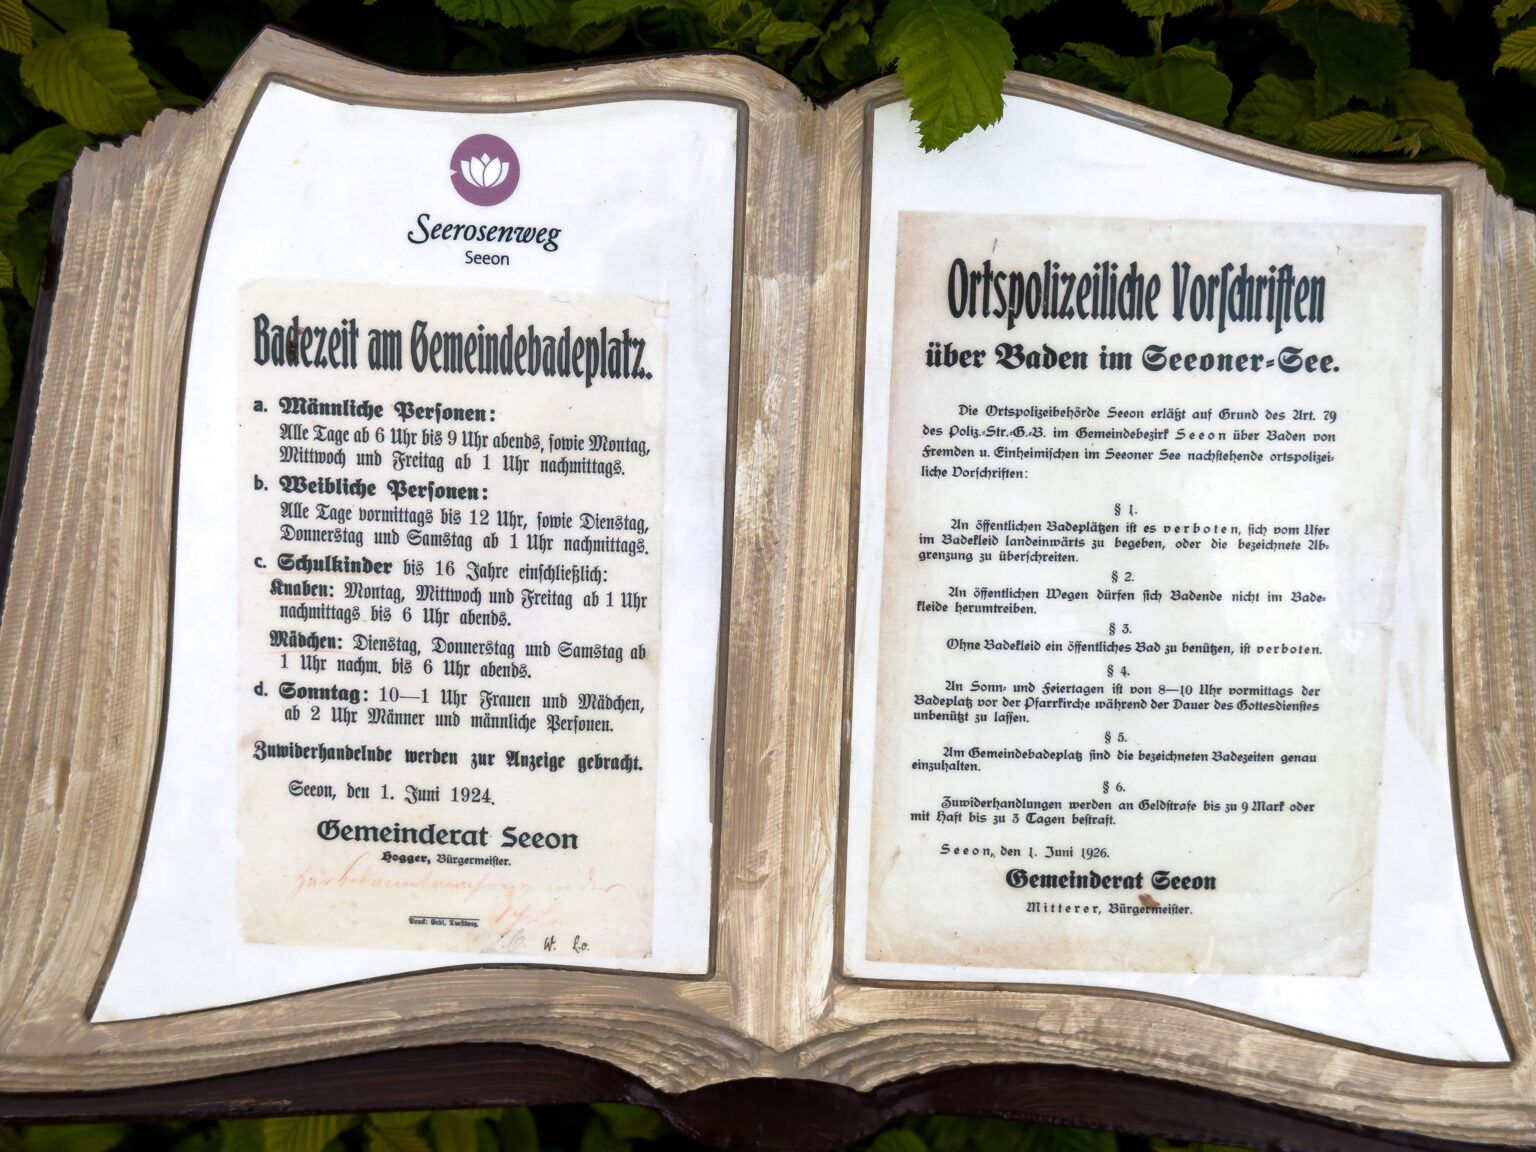 Seerosenweg
Seeon
Badezeit am Gemeindebadeplatz.
a. Männliche Personen:
Alle Tage ab 6 Uhr bis 9 Uhr abends, sowie Montag,
Mittwoch und Freitag ab 1 Uhr nachmittags.
b. Weibliche Personen:
Alle Tage vormittags bis 12 Uhr, sowie Dienstag,
Donnerstag und Samstag ab 1 Uhr nachmittags.
c. Schulkinder bis 16 Jahre einschließlich:
Knaben: Montag, Mittwoch und Freitag ab 1 Uhr
nachmittags bis 6 Uhr abends.
Mädchen: Dienstag, Donnerstag und Samstag ab
1 Uhr nachm. bis 6 Uhr abends.
d. Sonntag: 10—1 Uhr Frauen und Mädchen,
ab 2 Uhr Männer und männliche Personen.
Zuwiderhandelnde werden zur Anzeige gebracht.
Seeon, den 1. Juni 1924.
Gemeinderat Seeon
Hogger, Bürgermeister.
Ortspolizeiliche Vorschriften
über Baden im Seeoner-See.
Die Ortspolizeibehörde Seeon erläßt auf Grund des Art. 79
des Poliz.-Str.-G.-B. im Gemeindebezirk Seeon über Baden von
Fremden u. Einheimischen im Seeoner See nachstehende ortspolizei-
liche Vorschriften:
§ 1.
An öffentlichen Badeplätzen ist es verboten, sich vom Ufer
im Badekleid landeinwärts zu begeben, oder die bezeichnete Ab-
grenzung zu überschreiten.
§ 2.
An öffentlichen Wegen dürfen sich Badende nicht im Bade-
kleide herumtreiben.
§ 3.
Ohne Badekleid ein öffentliches Bad zu benützen, ist verboten.
§ 4.
An Sonn- und Feiertagen ist von 8—10 Uhr vormittags der
Badeplatz vor der Pfarrkirche während der Dauer des Gottesdienstes
unbenützt zu lassen.
§ 5.
Am Gemeindebadeplatz sind die bezeichneten Badezeiten genau
einzuhalten.
§ 6.
Zuwiderhandlungen werden an Geldstrafe bis zu 9 Mark oder
mit Haft bis zu 3 Tagen bestraft.
Seeon, den 1. Juni 1926.
Gemeinderat Seeon
Mitterer, Bürgermeister.